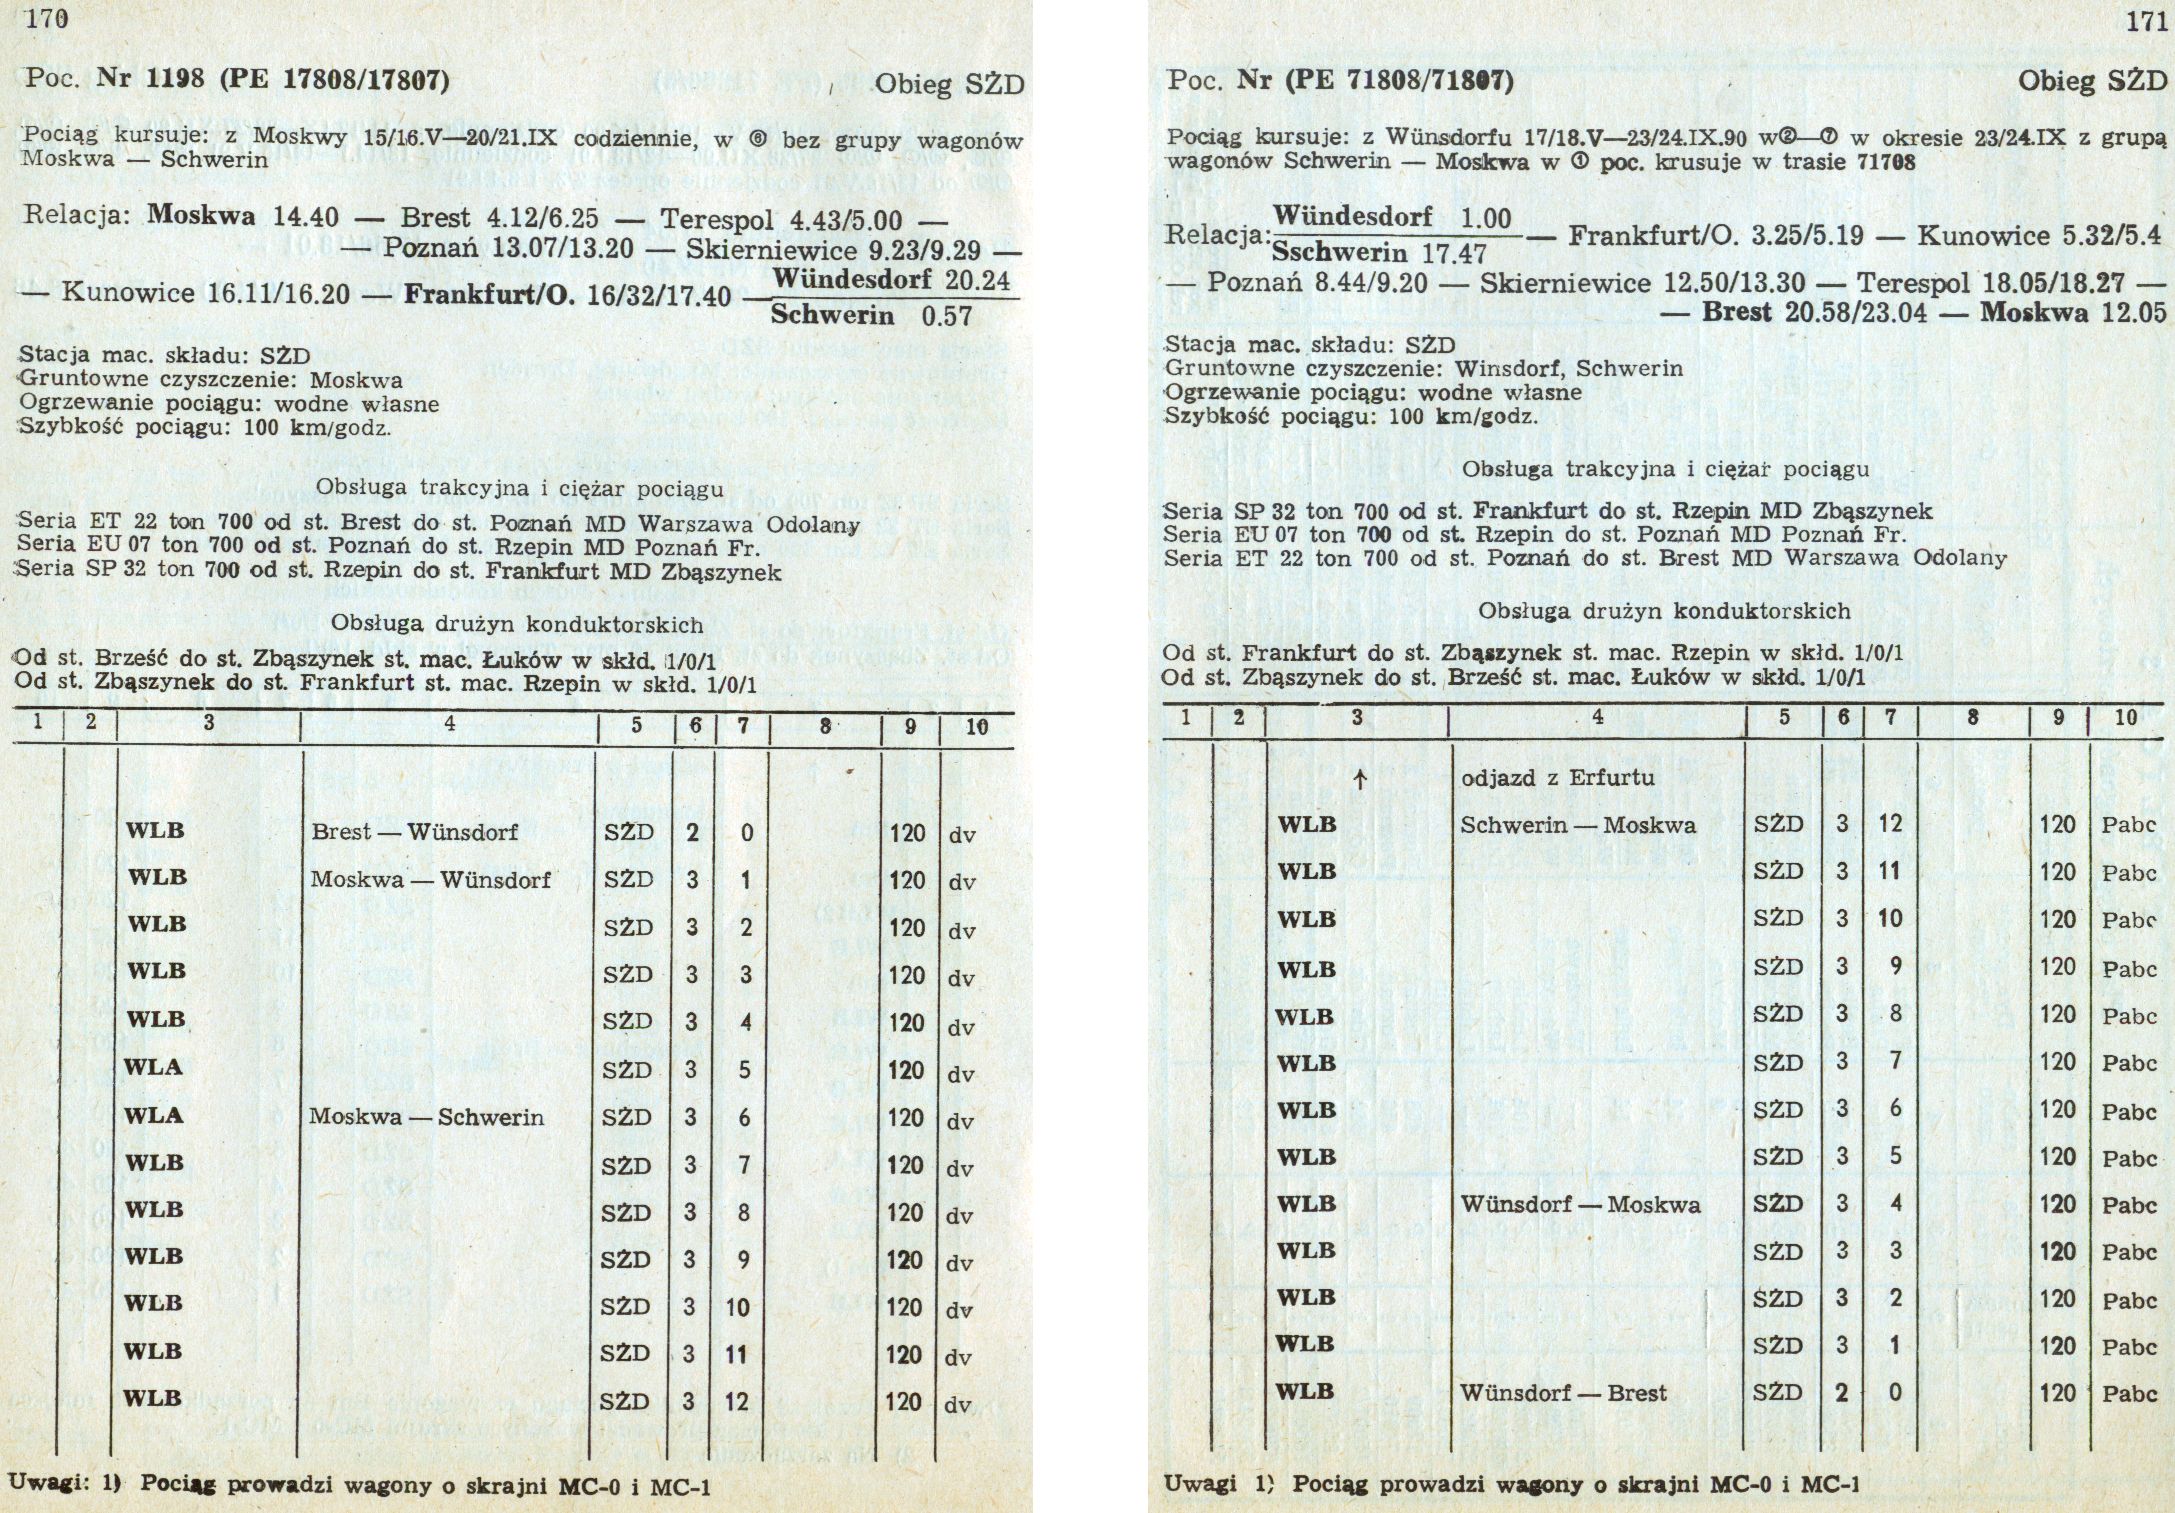 170
Poc. Nr 1198 (PE 17808/17807) Obieg SŻD
Pociąg kursuje: z Moskwy 15/16.V—20/21.IX codziennie, w ⑥ bez grupy wagonów
Moskwa — Schwerin
Relacja: Moskwa 14.40 — Brest 4.12/6.25 — Terespol 4.43/5.00 —
— Poznań 13.07/13.20 — Skierniewice 9.23/9.29 —
— Kunowice 16.11/16.20 — Frankfurt/O. 16/32/17.40 — Wündesdorf 20.24
Schwerin 0.57
Stacja mac. składu: SŻD
Gruntowne czyszczenie: Moskwa
Ogrzewanie pociągu: wodne własne
Szybkość pociągu: 100 km/godz.
Obsługa trakcyjna i ciężar pociągu
Seria ET 22 ton 700 od st. Brest do st. Poznań MD Warszawa Odolany
Seria EU 07 ton 700 od st. Poznań do st. Rzepin MD Poznań Fr.
Seria SP 32 ton 700 od st. Rzepin do st. Frankfurt MD Zbąszynek
Obsługa drużyn konduktorskich
Od st. Brześć do st. Zbąszynek st. mac. Łuków w skłd. 1/0/1
Od st. Zbąszynek do st. Frankfurt st. mac. Rzepin w skłd. 1/0/1
1 2 3 4 5 6 7 8 9 10
WLB Brest — Wünsdorf SŻD 2 0 120 dv
WLB Moskwa — Wünsdorf SŻD 3 1 120 dv
WLB SŻD 3 2 120 dv
WLB SŻD 3 3 120 dv
WLB SŻD 3 4 120 dv
WLA SŻD 3 5 120 dv
WLA Moskwa — Schwerin SŻD 3 6 120 dv
WLB SŻD 3 7 120 dv
WLB SŻD 3 8 120 dv
WLB SŻD 3 9 120 dv
WLB SŻD 3 10 120 dv
WLB SŻD 3 11 120 dv
WLB SŻD 3 12 120 dv
Uwagi: 1) Pociąg prowadzi wagony o skrajni MC-0 i MC-1
171
Poc. Nr (PE 71808/71807) Obieg SŻD
Pociąg kursuje: z Wünsdorfu 17/18.V—23/24.IX.90 w②—⑦ w okresie 23/24.IX z grupą
wagonów Schwerin — Moskwa w ① poc. krusuje w trasie 71708
Relacja: Wündesdorf 1.00
Sschwerin 17.47 — Frankfurt/O. 3.25/5.19 — Kunowice 5.32/5.4
— Poznań 8.44/9.20 — Skierniewice 12.50/13.30 — Terespol 18.05/18.27 —
— Brest 20.58/23.04 — Moskwa 12.05
Stacja mac. składu: SŻD
Gruntowne czyszczenie: Winsdorf, Schwerin
Ogrzewanie pociągu: wodne własne
Szybkość pociągu: 100 km/godz.
Obsługa trakcyjna i ciężar pociągu
Seria SP 32 ton 700 od st. Frankfurt do st. Rzepin MD Zbąszynek
Seria EU 07 ton 700 od st. Rzepin do st. Poznań MD Poznań Fr.
Seria ET 22 ton 700 od st. Poznań do st. Brest MD Warszawa Odolany
Obsługa drużyn konduktorskich
Od st. Frankfurt do st. Zbąszynek st. mac. Rzepin w skłd. 1/0/1
Od st. Zbąszynek do st. Brześć st. mac. Łuków w skłd. 1/0/1
1 2 3 4 5 6 7 8 9 10
↑ odjazd z Erfurtu
WLB Schwerin — Moskwa SŻD 3 12 120 Pabc
WLB SŻD 3 11 120 Pabc
WLB SŻD 3 10 120 Pabc
WLB SŻD 3 9 120 Pabc
WLB SŻD 3 8 120 Pabc
WLB SŻD 3 7 120 Pabc
WLB SŻD 3 6 120 Pabc
WLB SŻD 3 5 120 Pabc
WLB Wünsdorf — Moskwa SŻD 3 4 120 Pabc
WLB SŻD 3 3 120 Pabc
WLB SŻD 3 2 120 Pabc
WLB SŻD 3 1 120 Pabc
WLB Wünsdorf — Brest SŻD 2 0 120 Pabc
Uwagi 1) Pociąg prowadzi wagony o skrajni MC-0 i MC-1